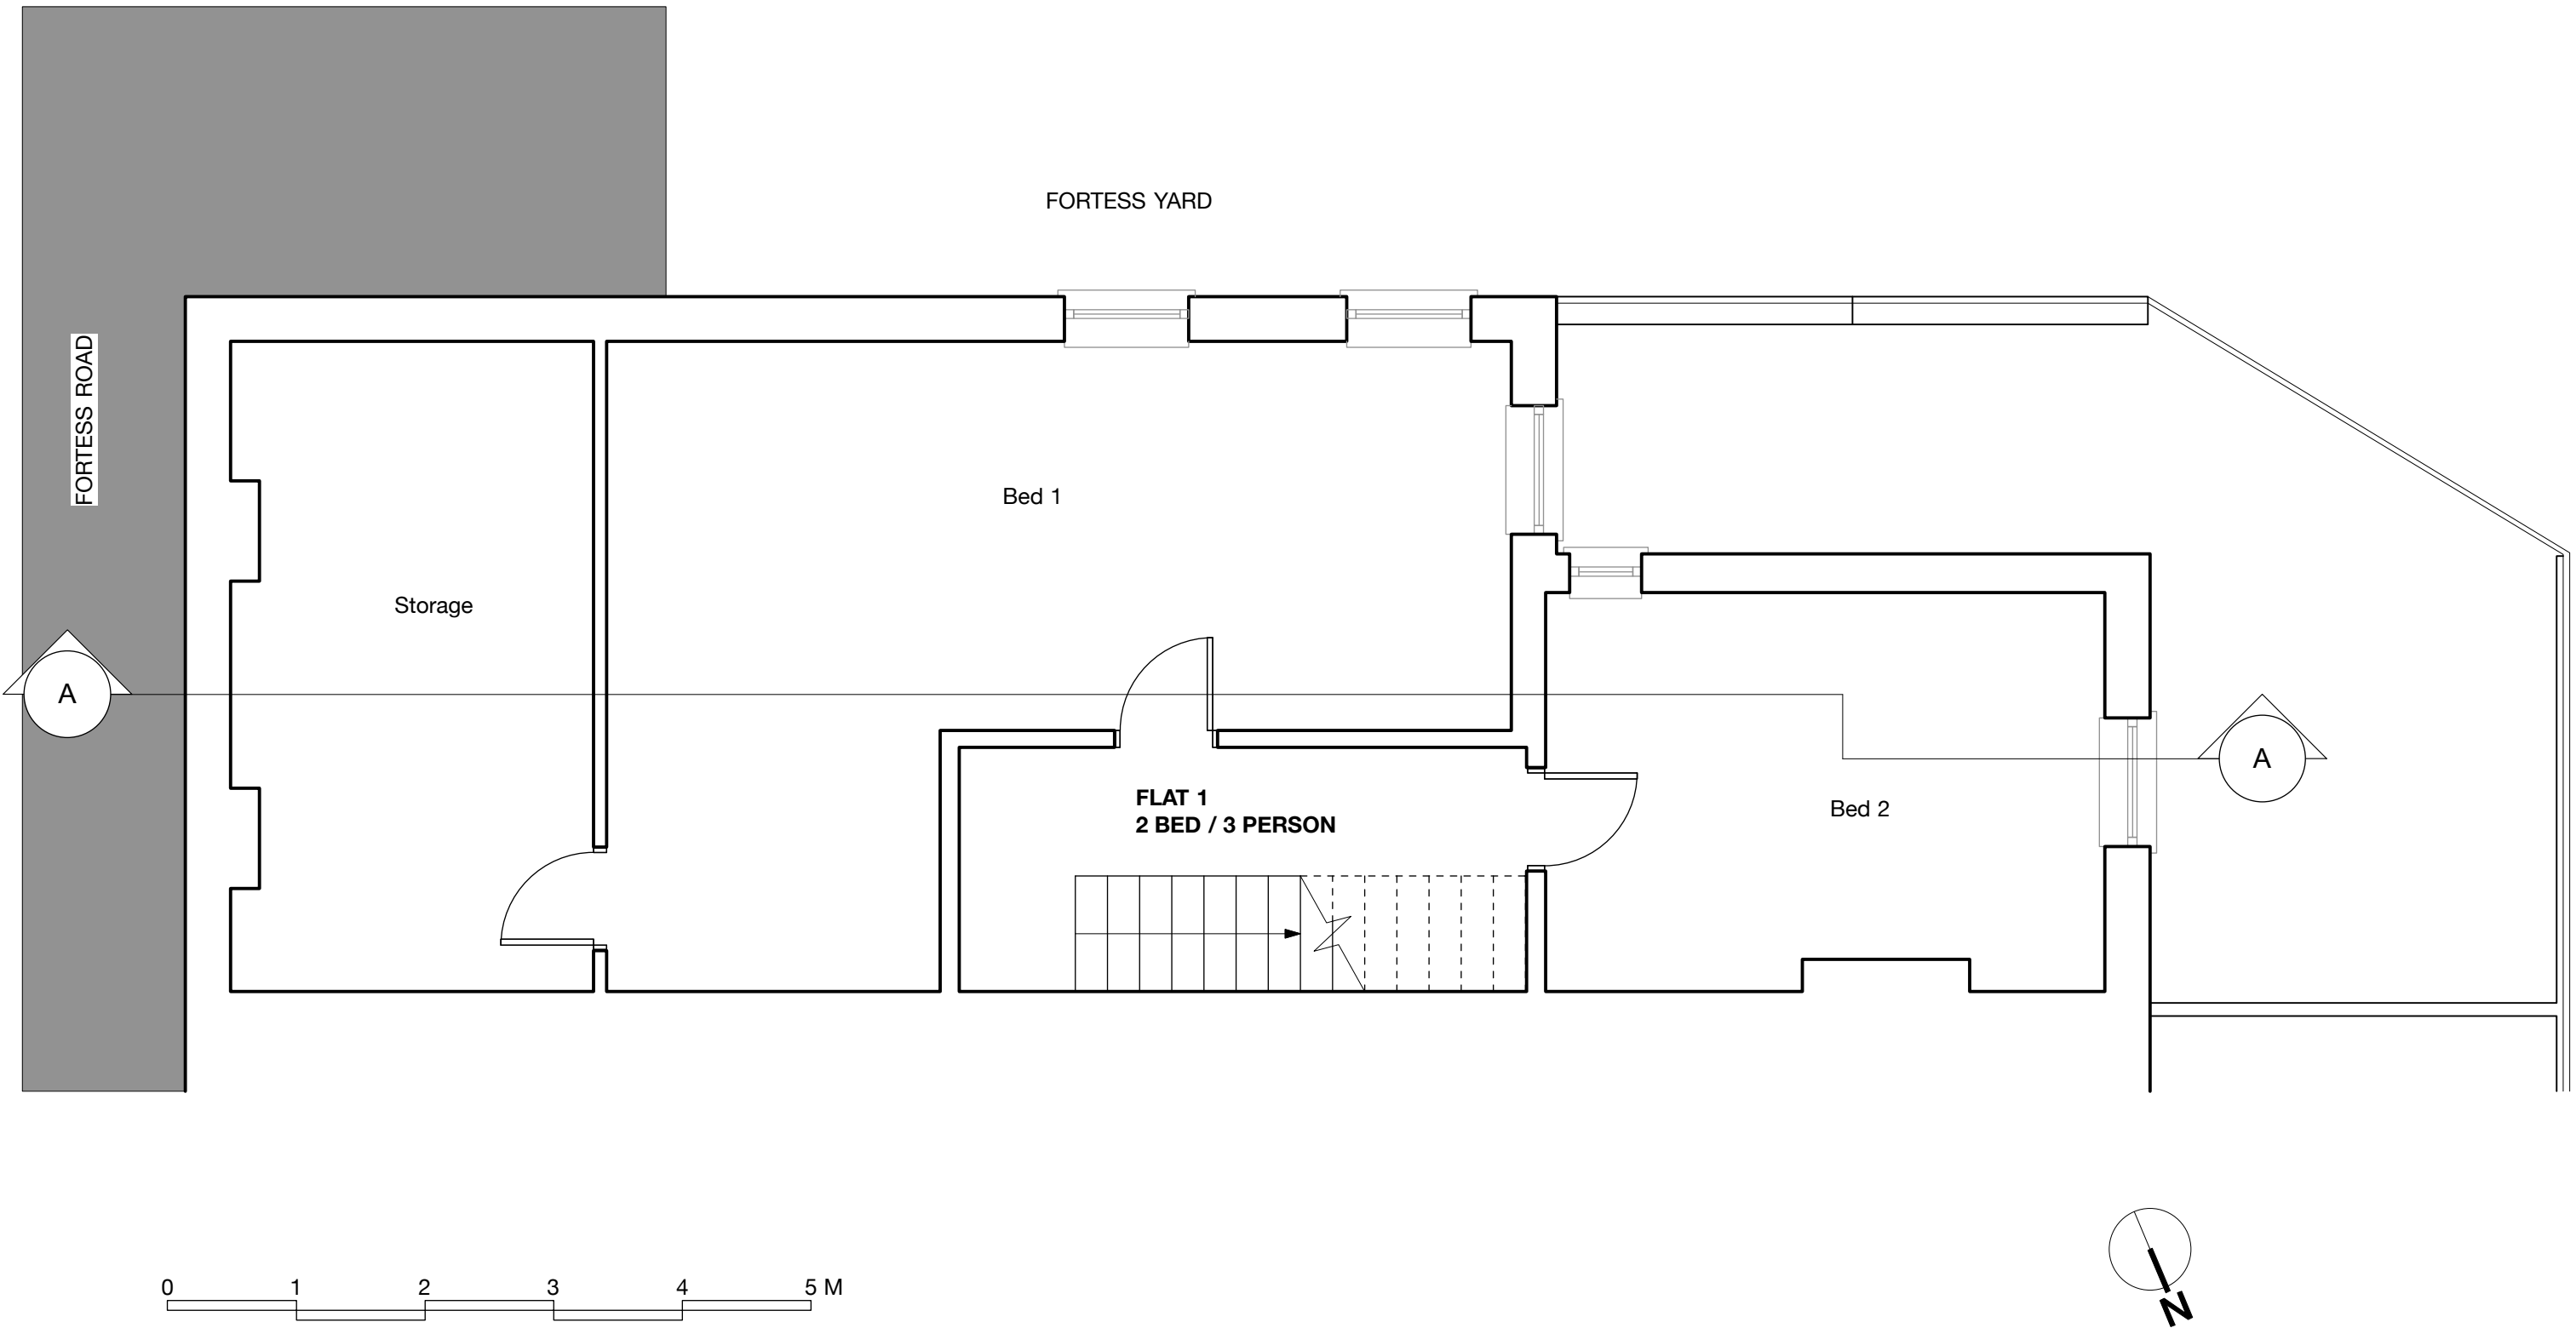 FORTESS YARD
FORTESS ROAD
Bed 1
Storage
A
A
FLAT 1
2 BED / 3 PERSON
Bed 2
0 1 2 3 4 5 M
N